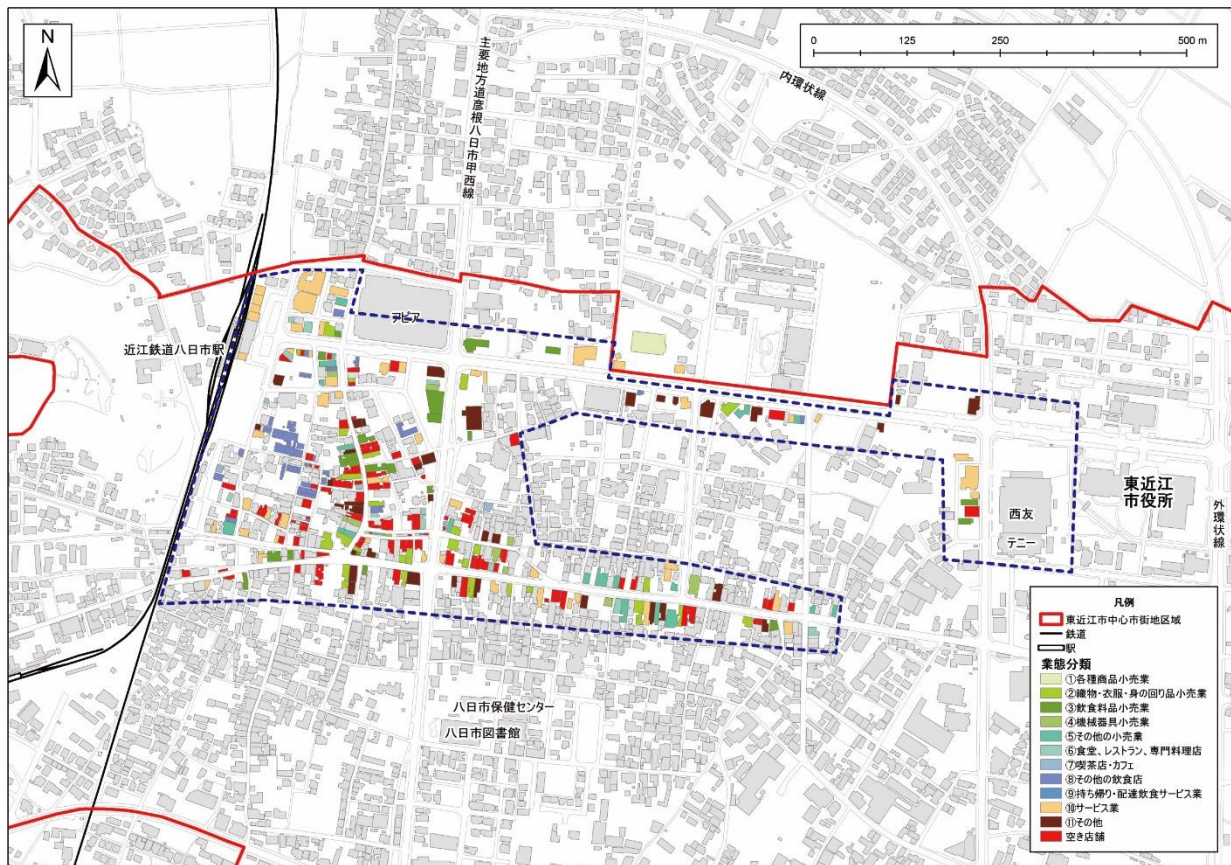 N
0 125 250 500 m
主要地方道彦根八日市甲西線
内環状線
アピア
近江鉄道八日市駅
東近江
市役所
西友
テニー
外環状線
八日市保健センター
八日市図書館
凡例
東近江市中心市街地区域
鉄道
駅
業態分類
①各種商品小売業
②織物・衣服・身の回り品小売業
③飲食料品小売業
④機械器具小売業
⑤その他の小売業
⑥食堂、レストラン、専門料理店
⑦喫茶店・カフェ
⑧その他の飲食店
⑨持ち帰り・配達飲食サービス業
⑩サービス業
⑪その他
空き店舗